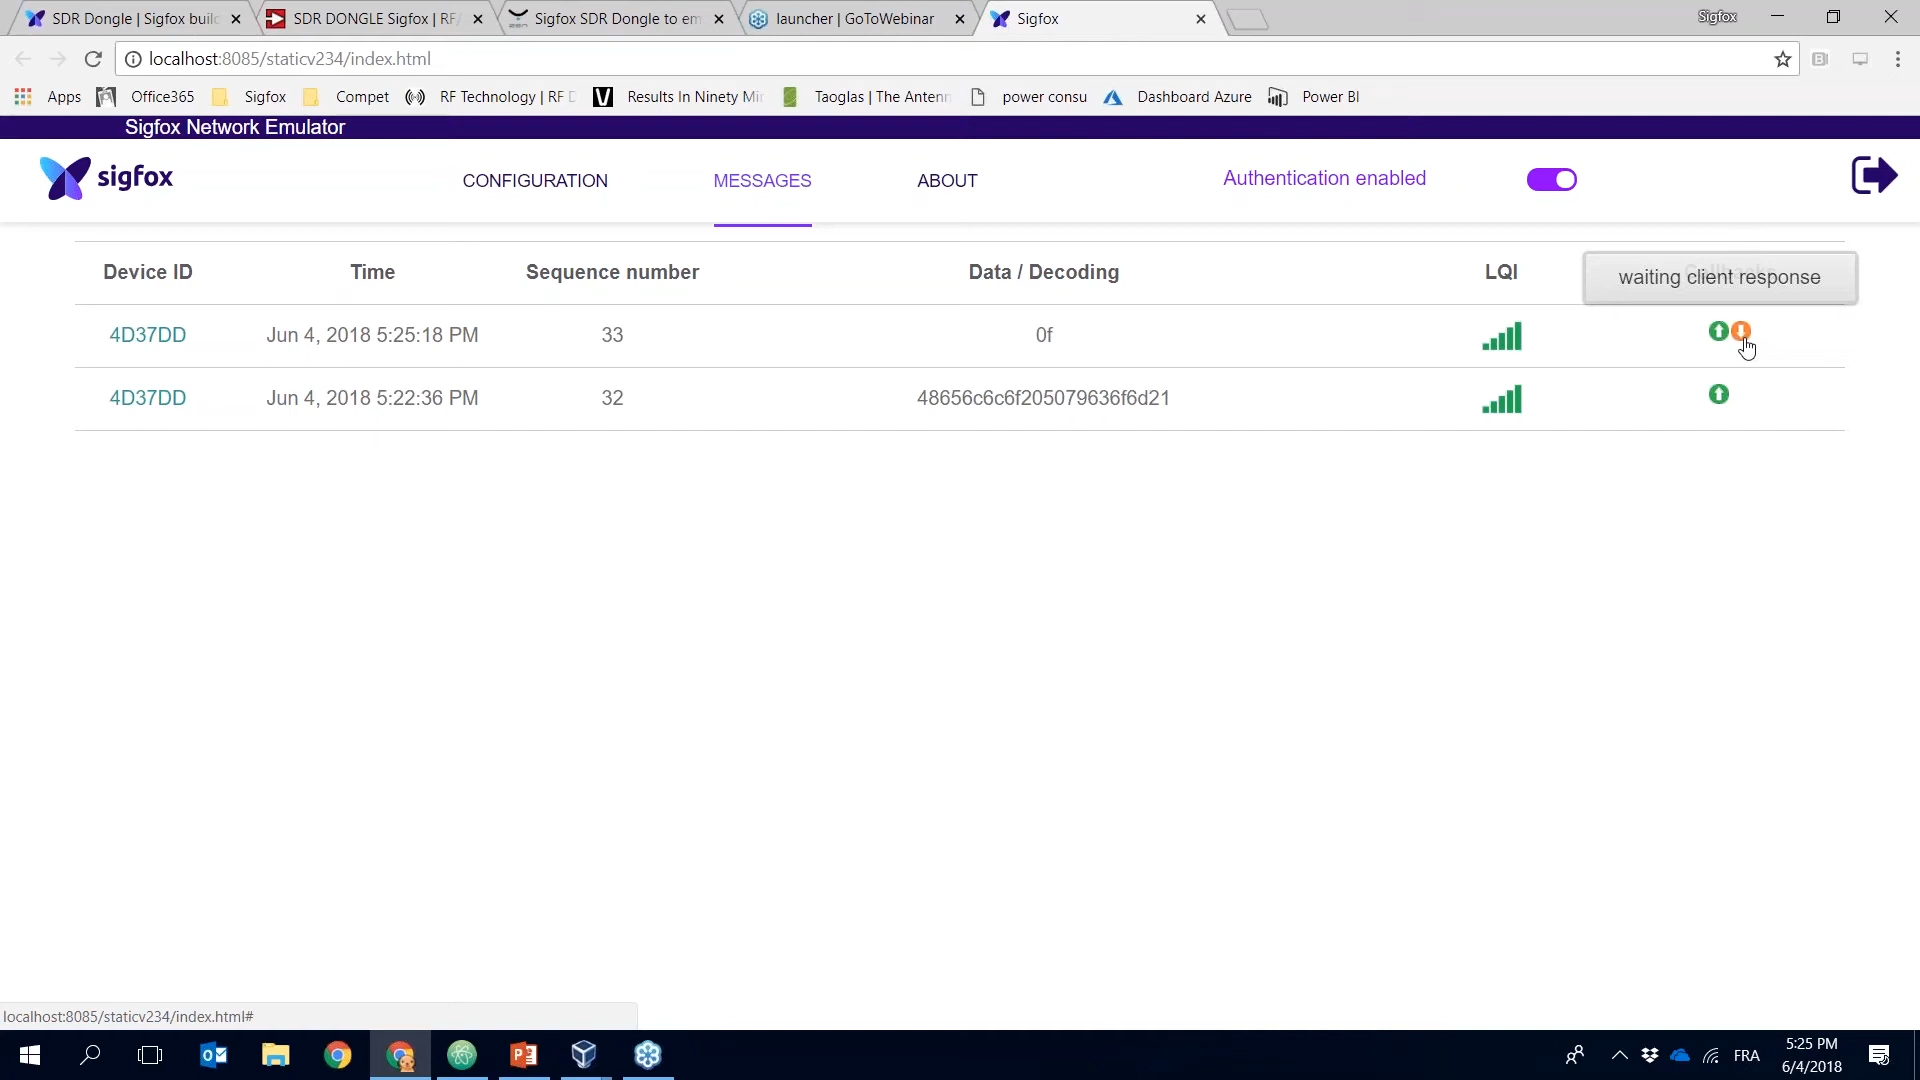 SDR Dongle | Sigfox buil
SDR DONGLE Sigfox | RF
Sigfox SDR Dongle to em
launcher | GoToWebinar
Sigfox
Sigfox
localhost:8085/staticv234/index.html
Apps
Office365
Sigfox
Compet
RF Technology | RF D
Results In Ninety Mi
Taoglas | The Antenn
power consu
Dashboard Azure
Power BI
Sigfox Network Emulator
sigfox
CONFIGURATION
MESSAGES
ABOUT
Authentication enabled
Device ID
Time
Sequence number
Data / Decoding
LQI
waiting client response
4D37DD
Jun 4, 2018 5:25:18 PM
33
0f
4D37DD
Jun 4, 2018 5:22:36 PM
32
48656c6c6f205079636f6d21
localhost:8085/staticv234/index.html#
FRA
5:25 PM
6/4/2018